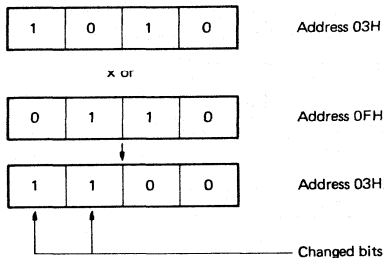 1 0 1 0 Address 03H
x or
0 1 1 0 Address 0FH
1 1 0 0 Address 03H
Changed bits